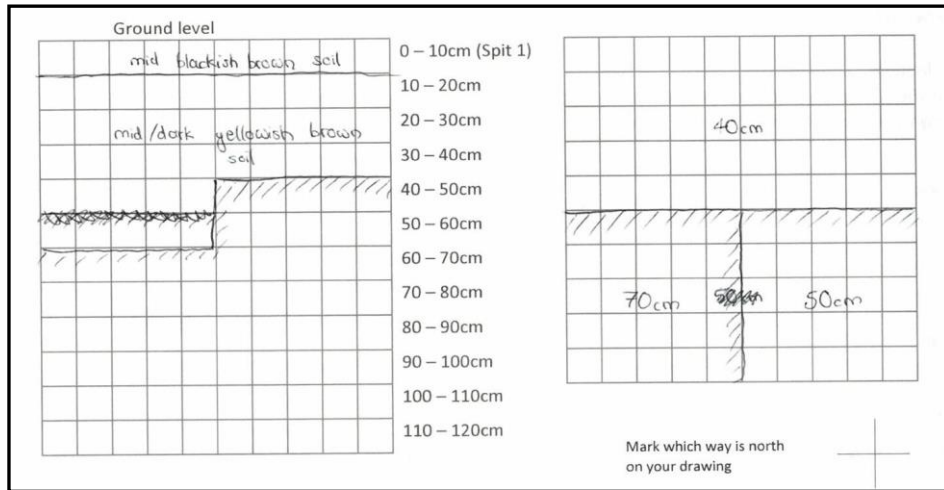 Ground level
mid blackish brown soil
mid/dark yellowish brown
soil
0 – 10cm (Spit 1)
10 – 20cm
20 – 30cm
30 – 40cm
40 – 50cm
50 – 60cm
60 – 70cm
70 – 80cm
80 – 90cm
90 – 100cm
100 – 110cm
110 – 120cm
40cm
70cm
50cm
Mark which way is north
on your drawing